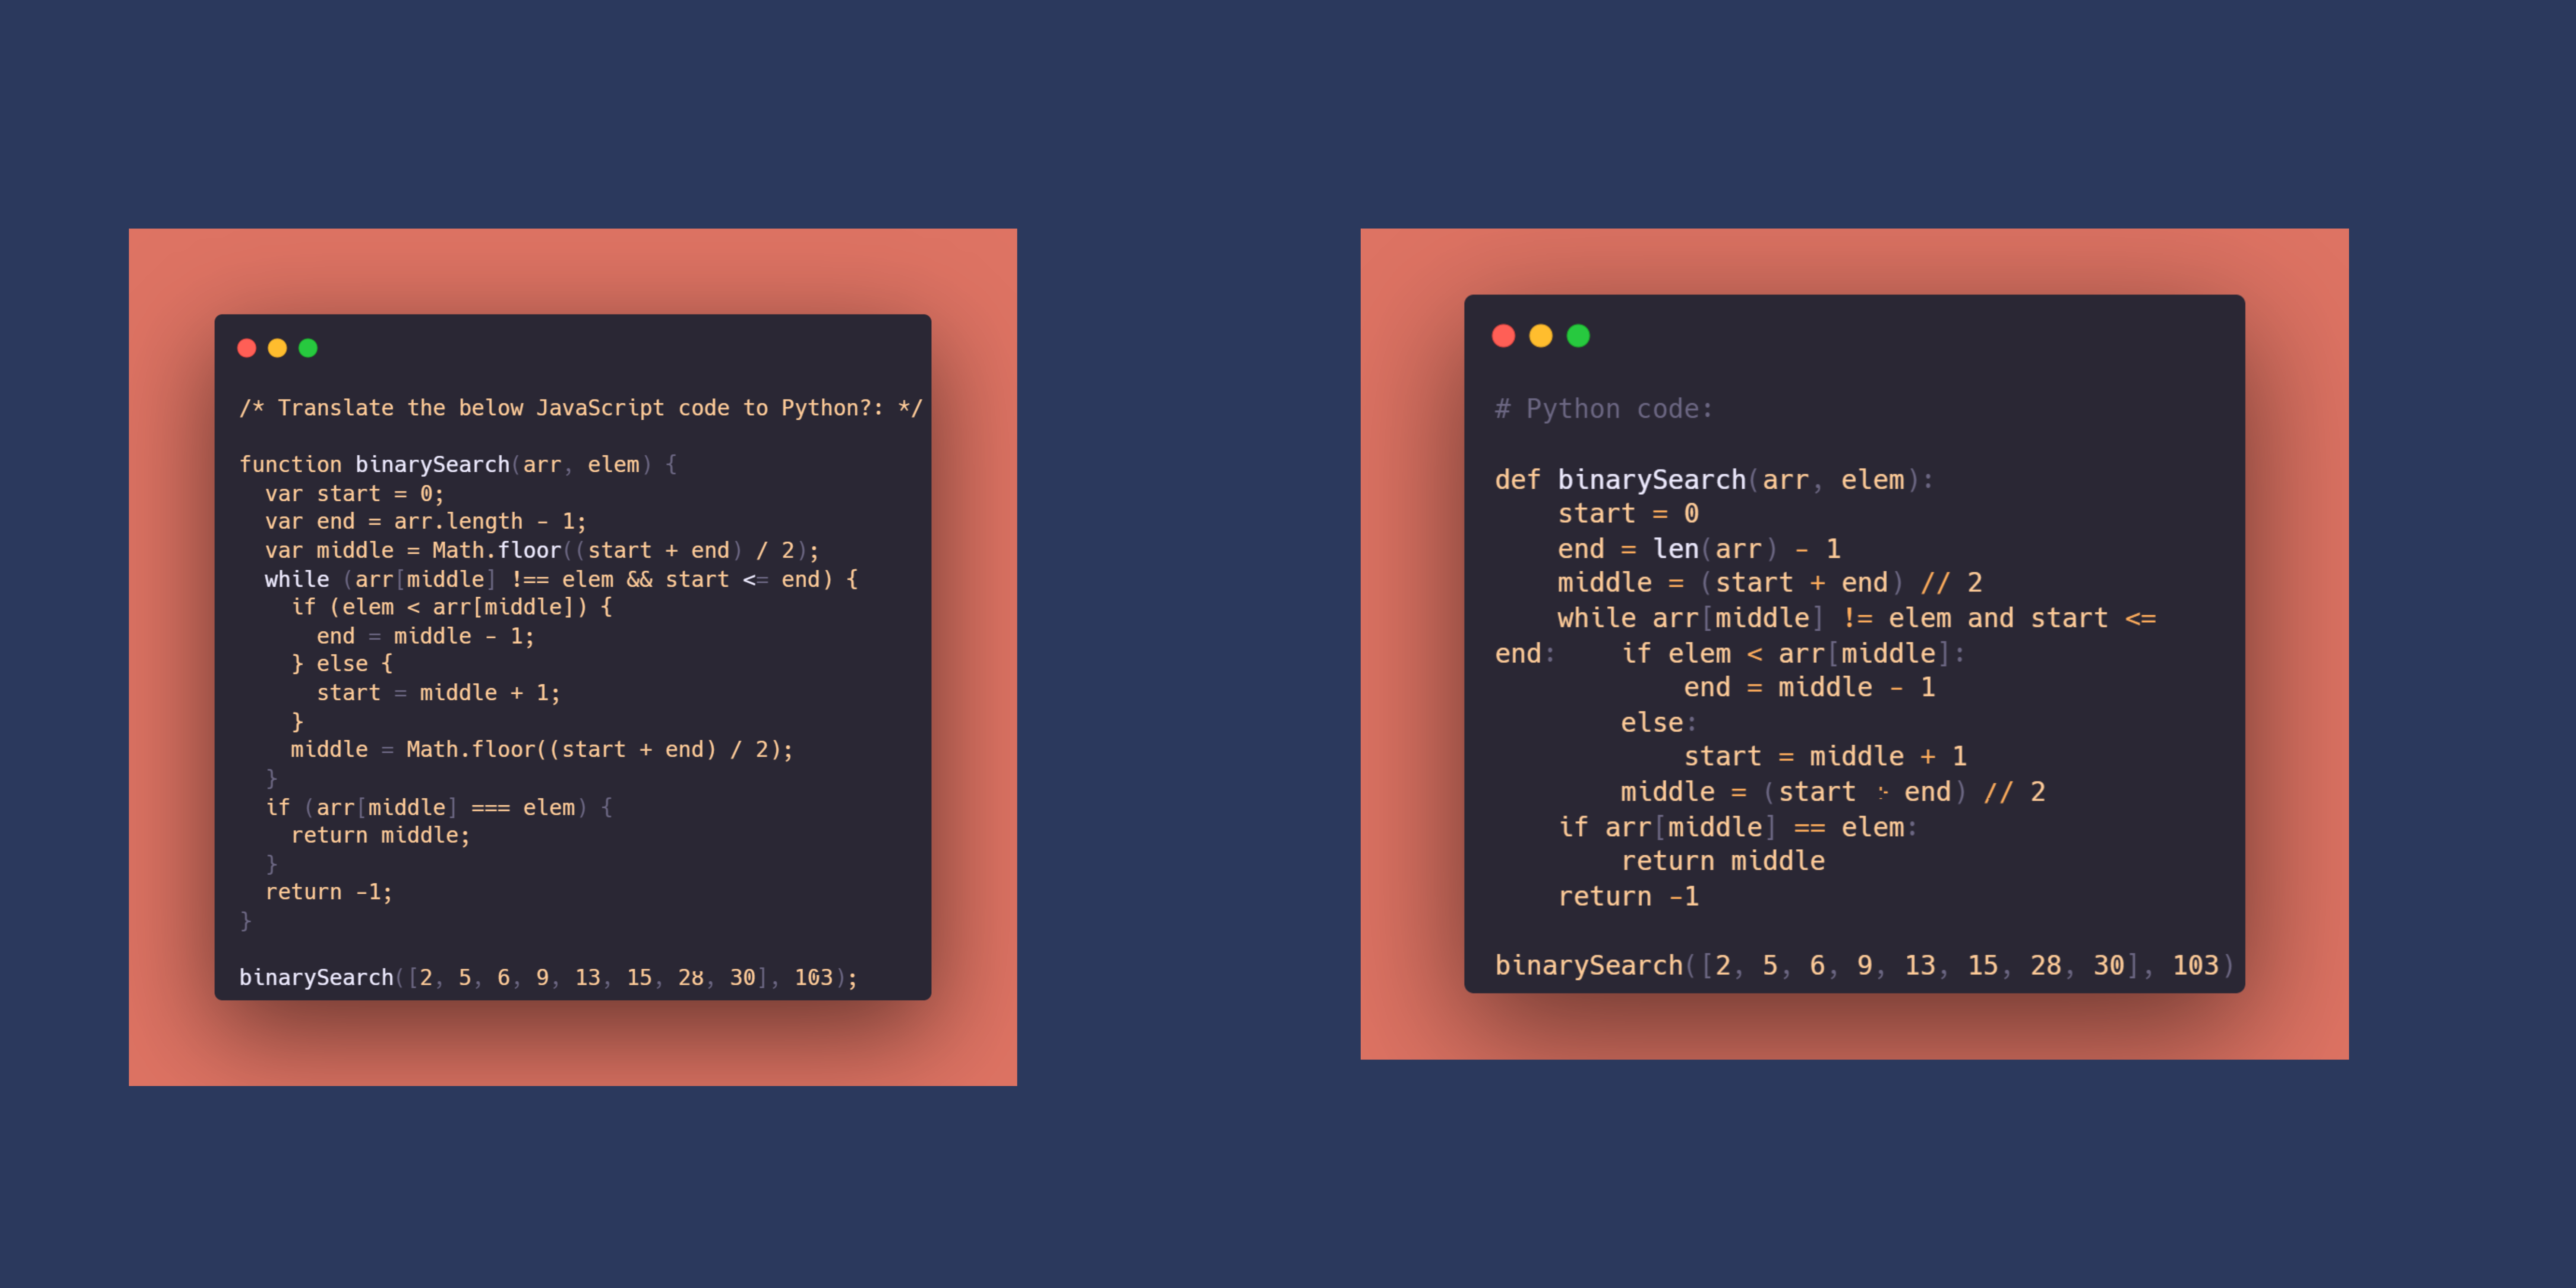 /* Translate the below JavaScript code to Python?: */
function binarySearch(arr, elem) {
  var start = 0;
  var end = arr.length - 1;
  var middle = Math.floor((start + end) / 2);
  while (arr[middle] !== elem && start <= end) {
    if (elem < arr[middle]) {
      end = middle - 1;
    } else {
      start = middle + 1;
    }
    middle = Math.floor((start + end) / 2);
  }
  if (arr[middle] === elem) {
    return middle;
  }
  return -1;
}
binarySearch([2, 5, 6, 9, 13, 15, 28, 30], 103);
# Python code:
def binarySearch(arr, elem):
    start = 0
    end = len(arr) - 1
    middle = (start + end) // 2
    while arr[middle] != elem and start <=
end:    if elem < arr[middle]:
            end = middle - 1
        else:
            start = middle + 1
        middle = (start + end) // 2
    if arr[middle] == elem:
        return middle
    return -1
binarySearch([2, 5, 6, 9, 13, 15, 28, 30], 103)